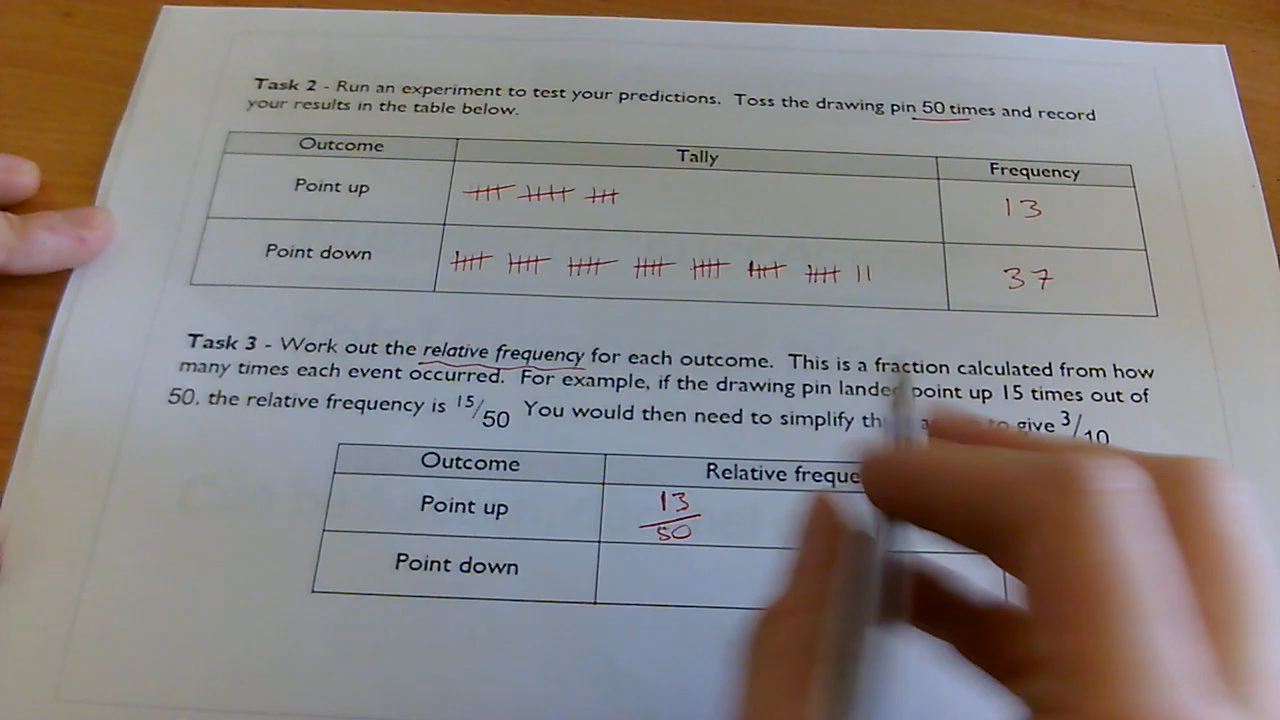 Task 2 - Run an experiment to test your predictions. Toss the drawing pin 50 times and record
your results in the table below.
Outcome Tally Frequency
Point up 13
Point down 37
Task 3 - Work out the relative frequency for each outcome. This is a fraction calculated from how
many times each event occurred. For example, if the drawing pin landed point up 15 times out of
50, the relative frequency is 15/50 You would then need to simplify to give 3/10
Outcome Relative
Point up 13/50
Point down